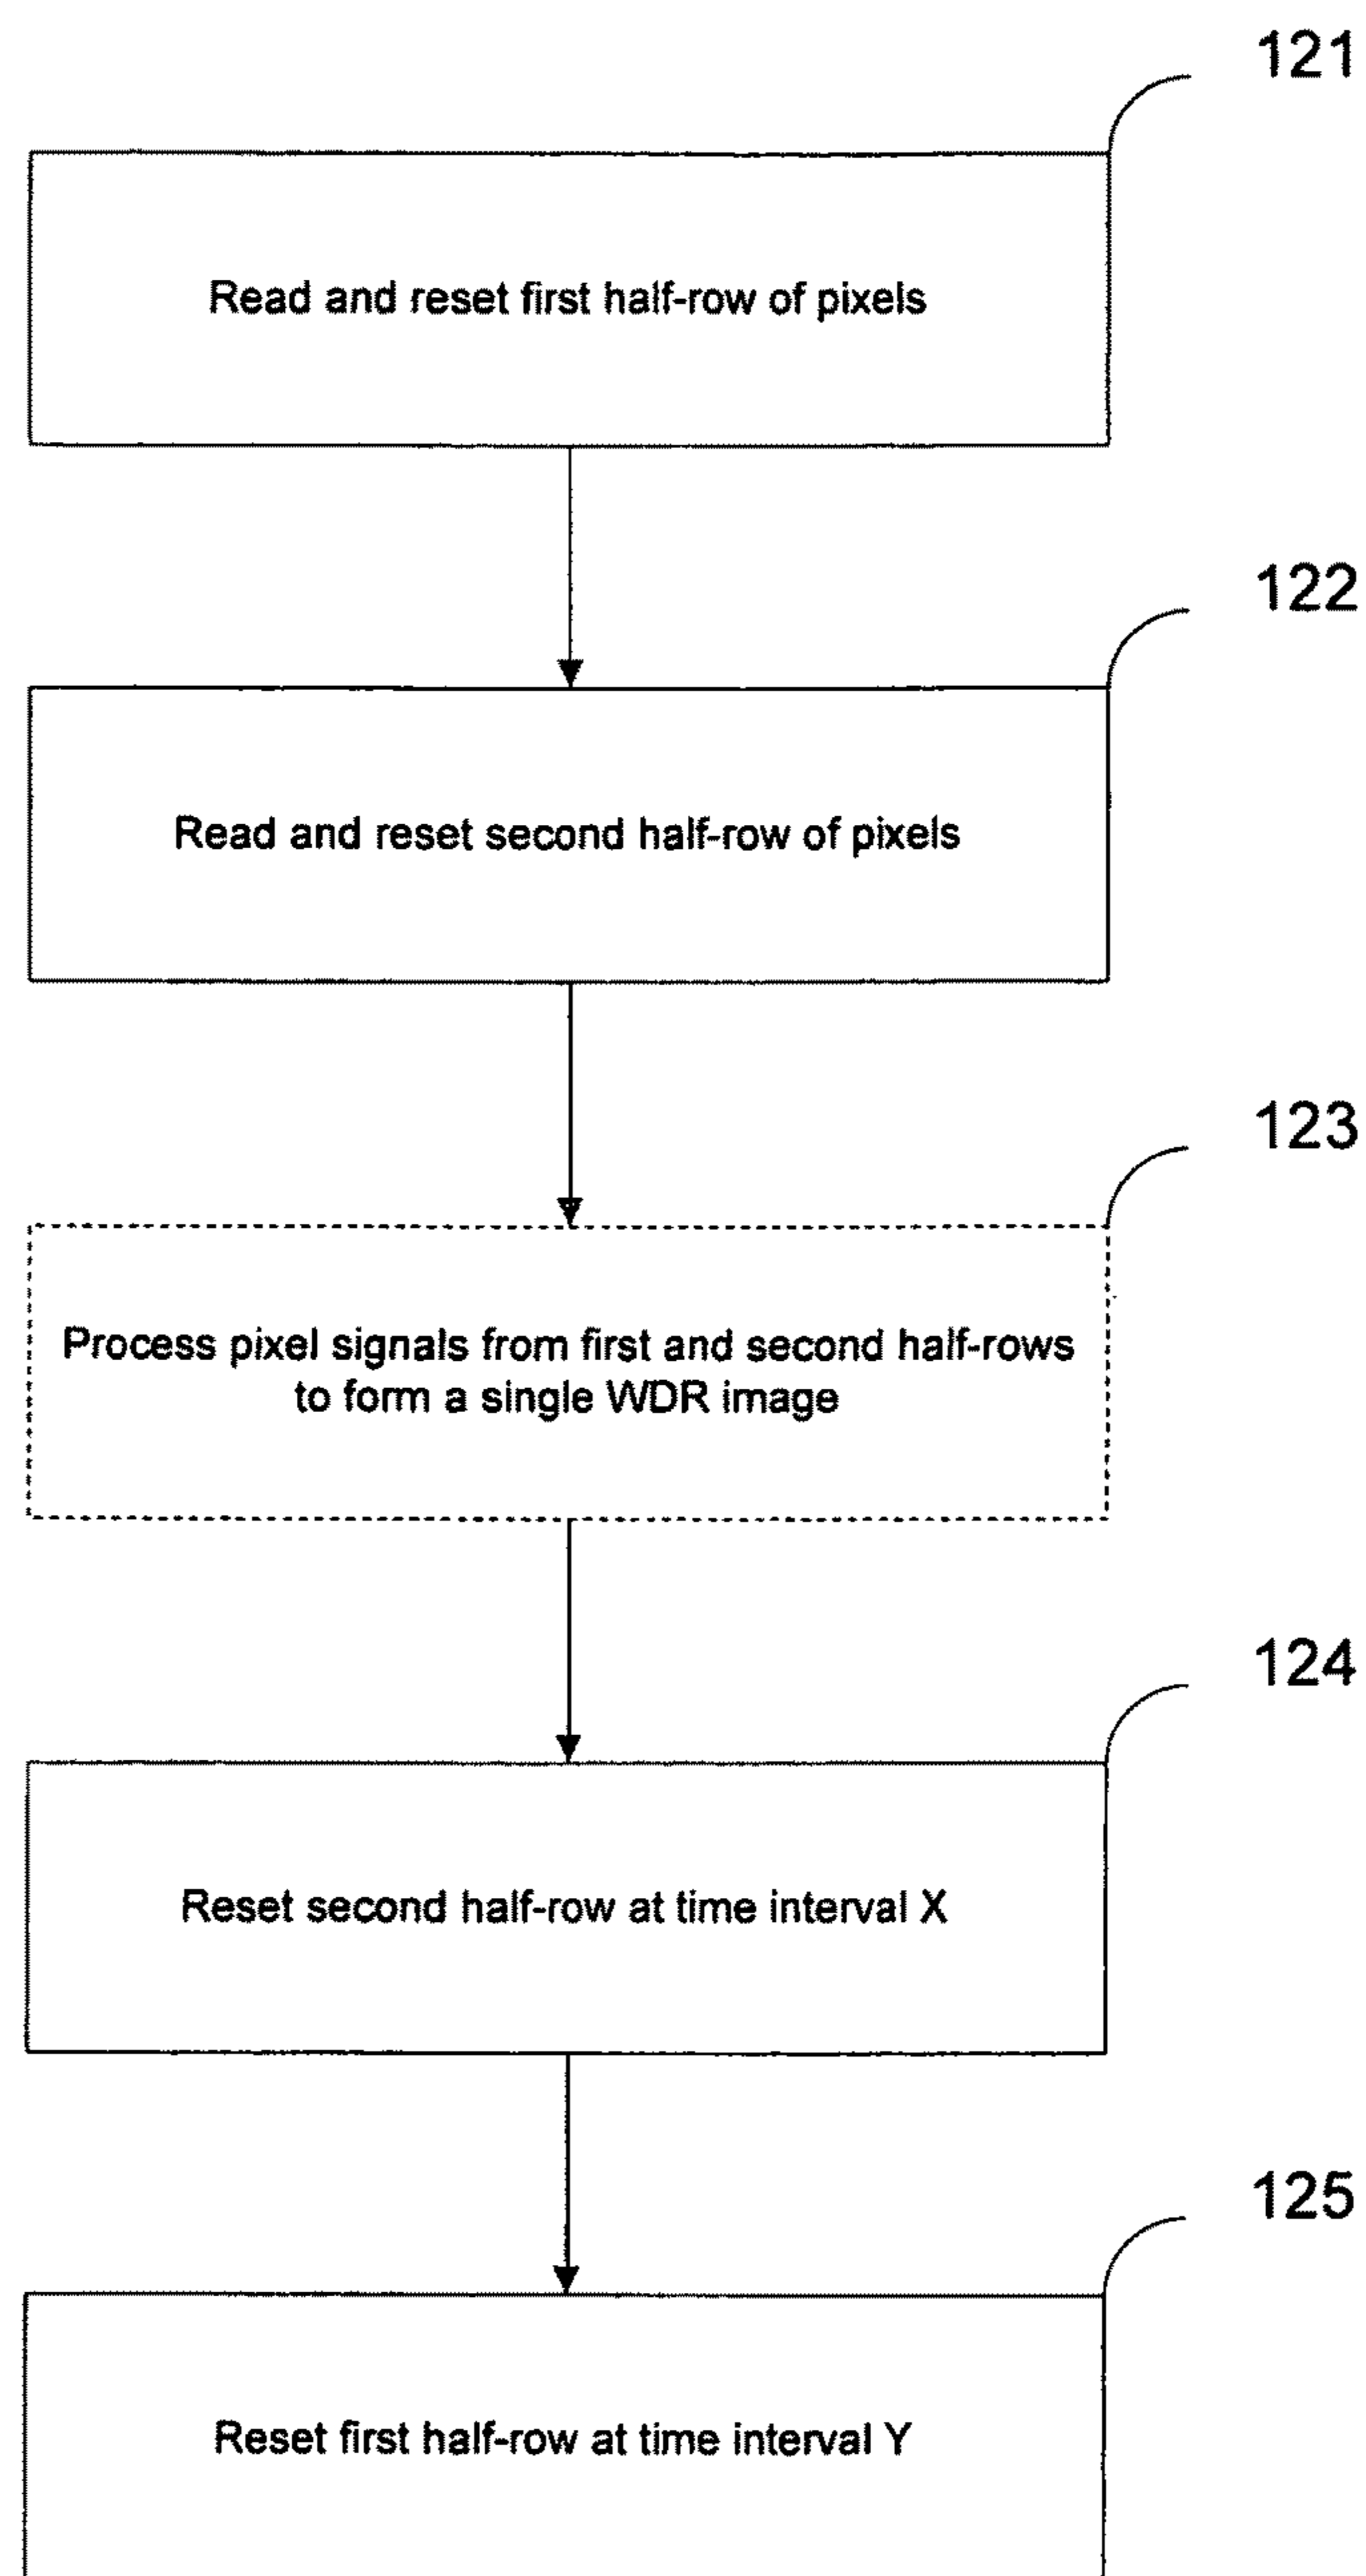 121
Read and reset first half-row of pixels
122
Read and reset second half-row of pixels
123
Process pixel signals from first and second half-rows
to form a single WDR image
124
Reset second half-row at time interval X
125
Reset first half-row at time interval Y